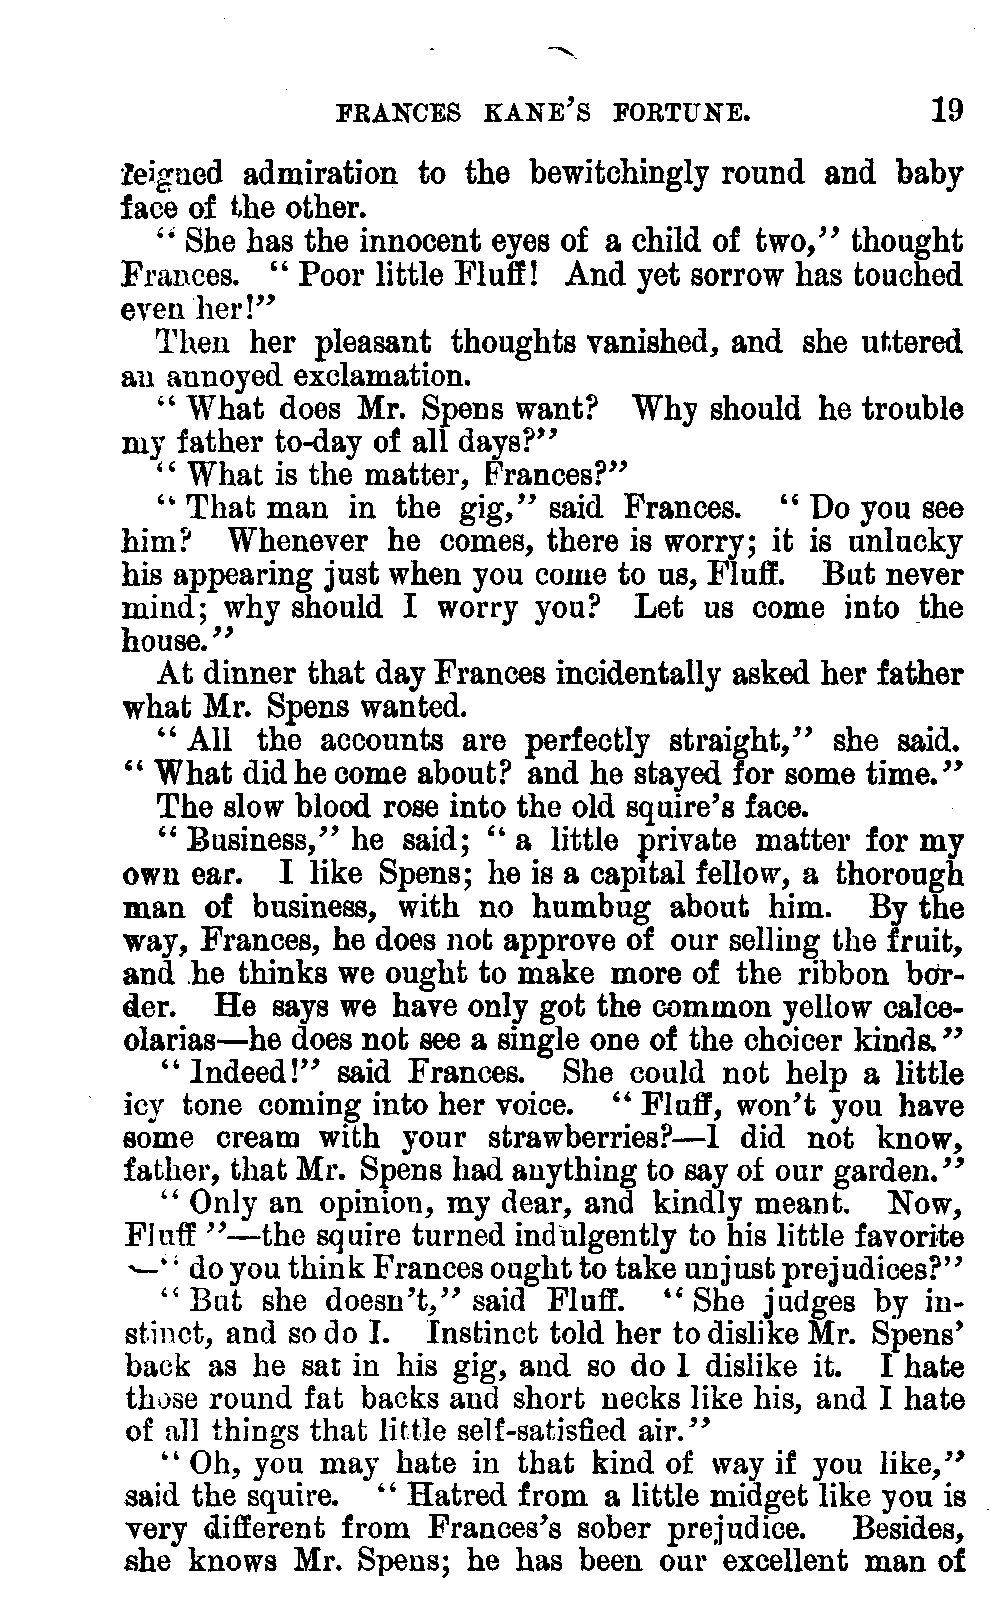 FRANCES KANE'S FORTUNE. 19
feigned admiration to the bewitchingly round and baby
face of the other.
"She has the innocent eyes of a child of two," thought
Frances. "Poor little Fluff! And yet sorrow has touched
even her!"
Then her pleasant thoughts vanished, and she uttered
an annoyed exclamation.
"What does Mr. Spens want? Why should he trouble
my father to-day of all days?"
"What is the matter, Frances?"
"That man in the gig," said Frances. "Do you see
him? Whenever he comes, there is worry; it is unlucky
his appearing just when you come to us, Fluff. But never
mind; why should I worry you? Let us come into the
house."
At dinner that day Frances incidentally asked her father
what Mr. Spens wanted.
"All the accounts are perfectly straight," she said.
"What did he come about? and he stayed for some time."
The slow blood rose into the old squire's face.
"Business," he said; "a little private matter for my
own ear. I like Spens; he is a capital fellow, a thorough
man of business, with no humbug about him. By the
way, Frances, he does not approve of our selling the fruit,
and he thinks we ought to make more of the ribbon bor-
der. He says we have only got the common yellow calce-
olarias—he does not see a single one of the choicer kinds."
"Indeed!" said Frances. She could not help a little
icy tone coming into her voice. "Fluff, won't you have
some cream with your strawberries?—I did not know,
father, that Mr. Spens had anything to say of our garden."
"Only an opinion, my dear, and kindly meant. Now,
Fluff"—the squire turned indulgently to his little favorite
—"do you think Frances ought to take unjust prejudices?"
"But she doesn't," said Fluff. "She judges by in-
stinct, and so do I. Instinct told her to dislike Mr. Spens'
back as he sat in his gig, and so do I dislike it. I hate
those round fat backs and short necks like his, and I hate
of all things that little self-satisfied air."
"Oh, you may hate in that kind of way if you like,"
said the squire. "Hatred from a little midget like you is
very different from Frances's sober prejudice. Besides,
she knows Mr. Spens; he has been our excellent man of